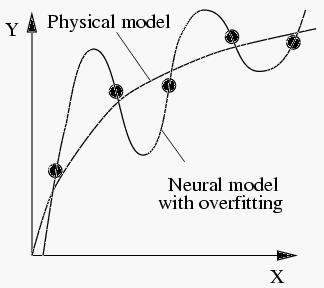 Y
Physical model
Neural model
with overfitting
X